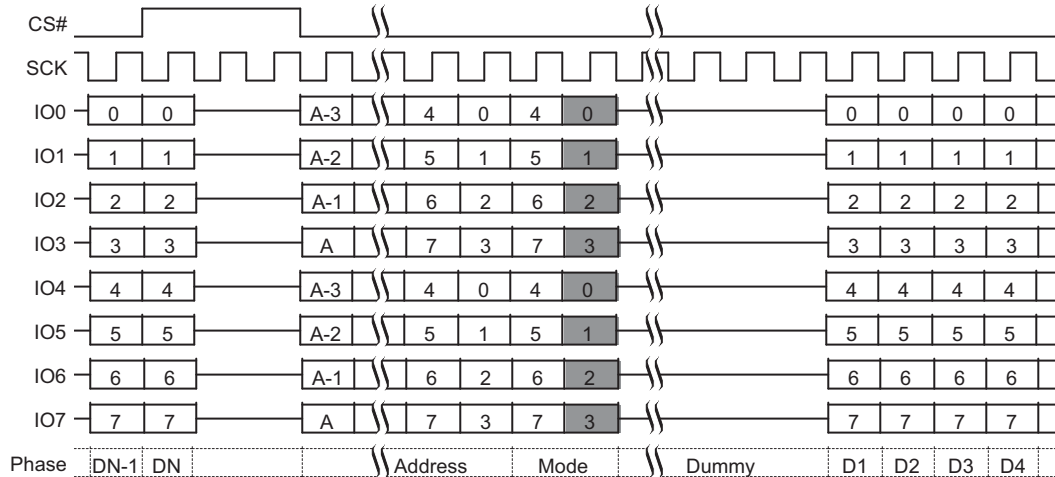 CS#
SCK
IO0 0 0 A-3 4 0 4 0 0 0 0 0
IO1 1 1 A-2 5 1 5 1 1 1 1 1
IO2 2 2 A-1 6 2 6 2 2 2 2 2
IO3 3 3 A 7 3 7 3 3 3 3 3
IO4 4 4 A-3 4 0 4 0 4 4 4 4
IO5 5 5 A-2 5 1 5 1 5 5 5 5
IO6 6 6 A-1 6 2 6 2 6 6 6 6
IO7 7 7 A 7 3 7 3 7 7 7 7
Phase DN-1 DN Address Mode Dummy D1 D2 D3 D4